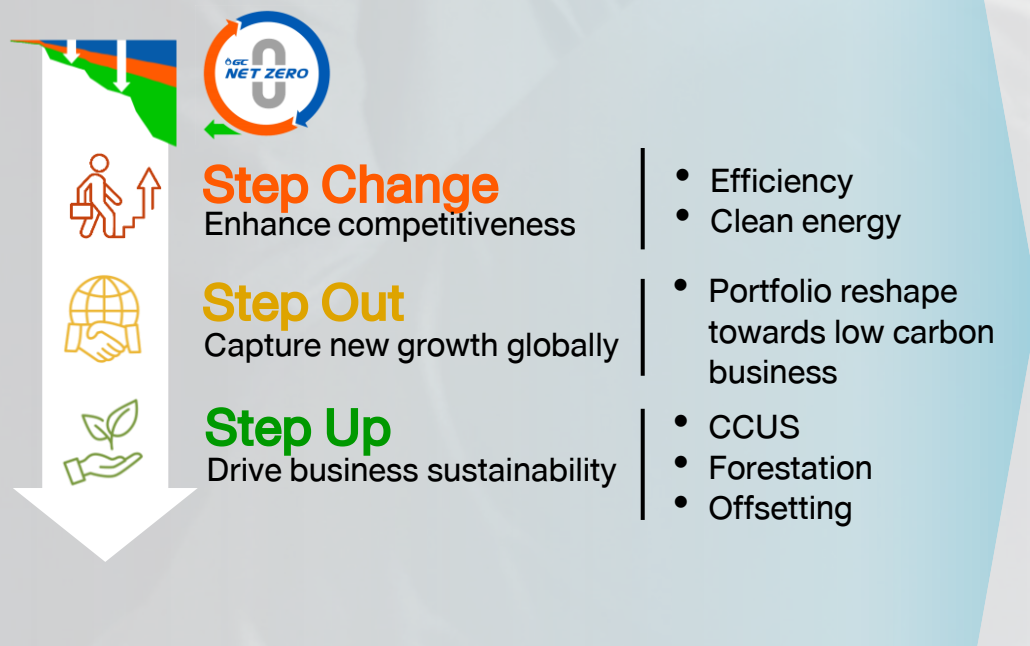 GC
NET ZERO
Step Change
Enhance competitiveness
• Efficiency
• Clean energy
Step Out
Capture new growth globally
• Portfolio reshape
towards low carbon
business
Step Up
Drive business sustainability
• CCUS
• Forestation
• Offsetting